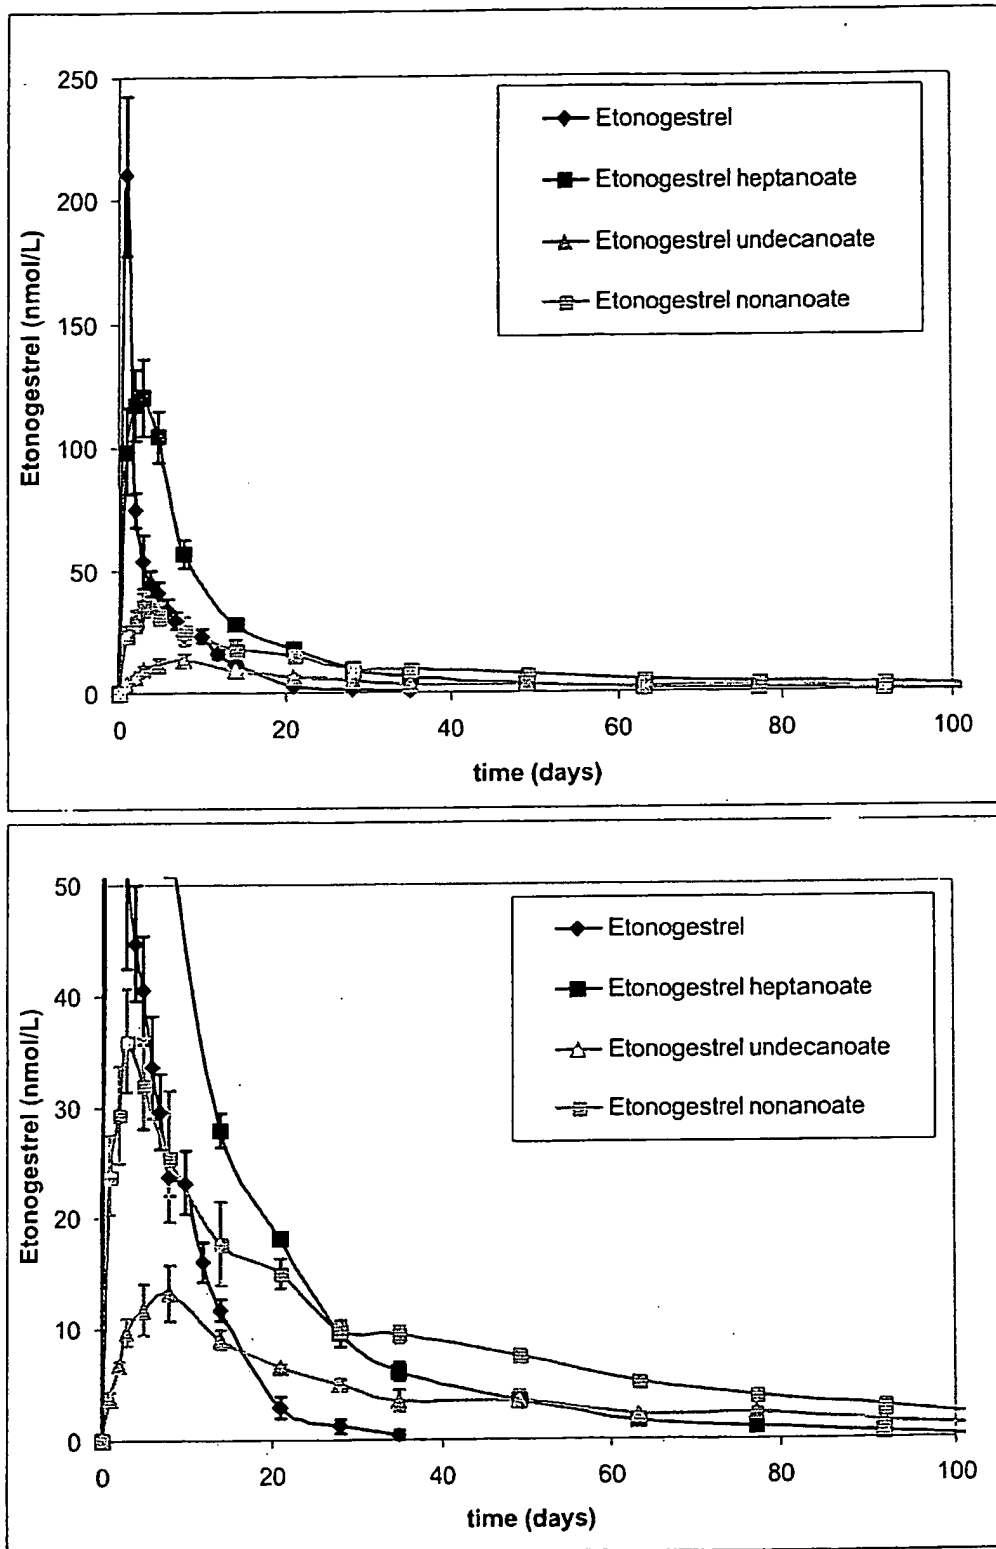 250
200
150
100
50
0
Etonogestrel (nmol/L)
Etonogestrel
Etonogestrel heptanoate
Etonogestrel undecanoate
Etonogestrel nonanoate
0 20 40 60 80 100
time (days)
50
40
30
20
10
0
Etonogestrel (nmol/L)
Etonogestrel
Etonogestrel heptanoate
Etonogestrel undecanoate
Etonogestrel nonanoate
0 20 40 60 80 100
time (days)